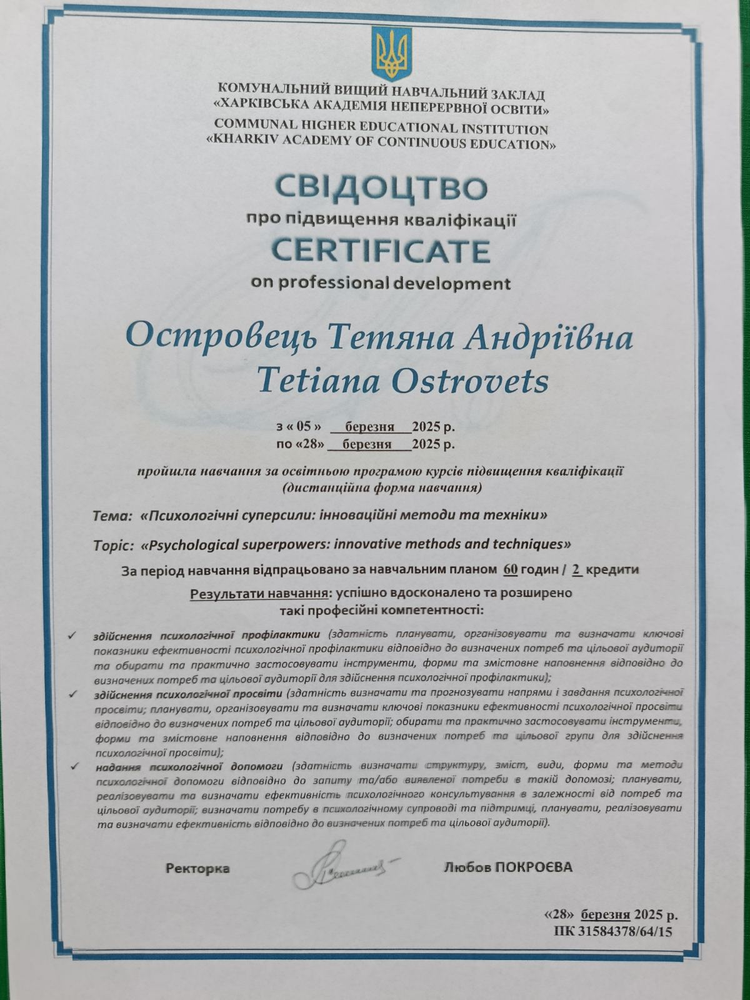 КОМУНАЛЬНИЙ ВИЩИЙ НАВЧАЛЬНИЙ ЗАКЛАД
«ХАРКІВСЬКА АКАДЕМІЯ НЕПЕРЕРВНОЇ ОСВІТИ»
COMMUNAL HIGHER EDUCATIONAL INSTITUTION
«KHARKIV ACADEMY OF CONTINUOUS EDUCATION»
СВІДОЦТВО
про підвищення кваліфікації
CERTIFICATE
on professional development
Островець Тетяна Андріївна
Tetiana Ostrovets
з « 05 » березня 2025 р.
по «28» березня 2025 р.
пройшла навчання за освітньою програмою курсів підвищення кваліфікації
(дистанційна форма навчання)
Тема: «Психологічні суперсили: інноваційні методи та техніки»
Topic: «Psychological superpowers: innovative methods and techniques»
За період навчання відпрацьовано за навчальним планом 60 годин / 2 кредити
Результати навчання: успішно вдосконалено та розширено
такі професійні компетентності:
✓ здійснення психологічної профілактики (здатність планувати, організовувати та визначати ключові
показники ефективності психологічної профілактики відповідно до визначених потреб та цільової аудиторії
та обирати та практично застосовувати інструменти, форми та змістовне наповнення відповідно до
визначених потреб та цільової аудиторії для здійснення психологічної профілактики);
✓ здійснення психологічної просвіти (здатність визначати та прогнозувати напрями і завдання психологічної
просвіти; планувати, організовувати та визначати ключові показники ефективності психологічної просвіти
відповідно до визначених потреб та цільової аудиторії; обирати та практично застосовувати інструменти,
форми та змістовне наповнення відповідно до визначених потреб та цільової групи для здійснення
психологічної просвіти);
✓ надання психологічної допомоги (здатність визначати структуру, зміст, види, форми та методи
психологічної допомоги відповідно до запиту та/або виявленої потреби в такій допомозі; планувати,
реалізовувати та визначати ефективність психологічного консультування в залежності від потреб та
цільової аудиторії; визначати потребу в психологічному супроводі та підтримці, планувати, реалізовувати
та визначати ефективність відповідно до визначених потреб та цільової аудиторії).
Ректорка Любов ПОКРОЄВА
«28» березня 2025 р.
ПК 31584378/64/15